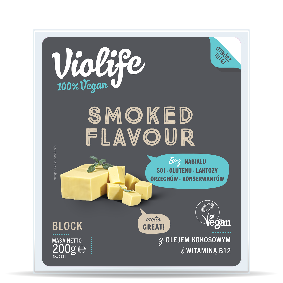 Violife
100% Vegan
SMOKED
FLAVOUR
Bez NABIAŁU
SOI • GLUTENU • LAKTOZY
ORZECHÓW • KONSERWANTÓW
BLOCK
MASA NETTO
200g℮
melts
GREAT!
Vegan
z OLEJEM KOKOSOWYM
i WITAMINĄ B12